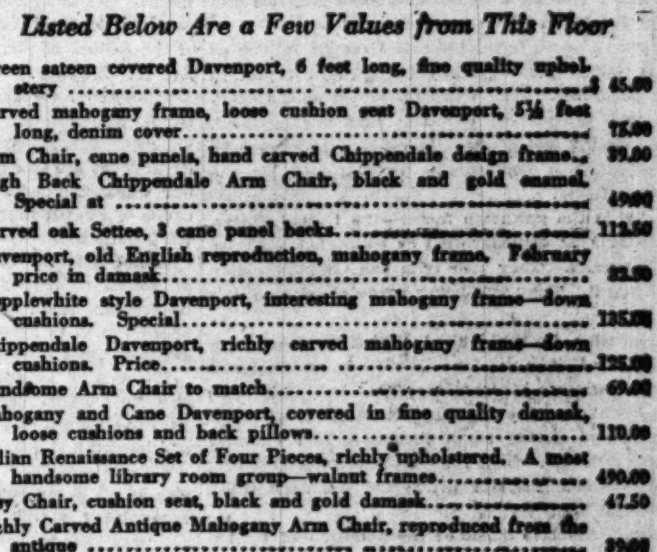 Listed Below Are a Few Values from This Floor
een sateen covered Davenport, 6 feet long, fine quality uphol-
stery ........................ $ 45.00
rved mahogany frame, loose cushion seat Davenport, 5½ feet
long, denim cover........................ 75.00
m Chair, cane panels, hand carved Chippendale design frame.. 39.00
gh Back Chippendale Arm Chair, black and gold enamel.
Special at ........................ 49.00
rved oak Settee, 3 cane panel backs........................ 112.50
venport, old English reproduction, mahogany frame. February
price in damask........................
pplewhite style Davenport, interesting mahogany frame—down
cushions. Special........................ 135.00
ippendale Davenport, richly carved mahogany frame—down
cushions. Price........................ 125.00
ndsome Arm Chair to match........................ 69.00
ahogany and Cane Davenport, covered in fine quality damask,
loose cushions and back pillows........................ 110.00
lian Renaissance Set of Four Pieces, richly upholstered. A most
handsome library room group—walnut frames........................ 490.00
y Chair, cushion seat, black and gold damask........................ 47.50
hly Carved Antique Mahogany Arm Chair, reproduced from the
antique ........................